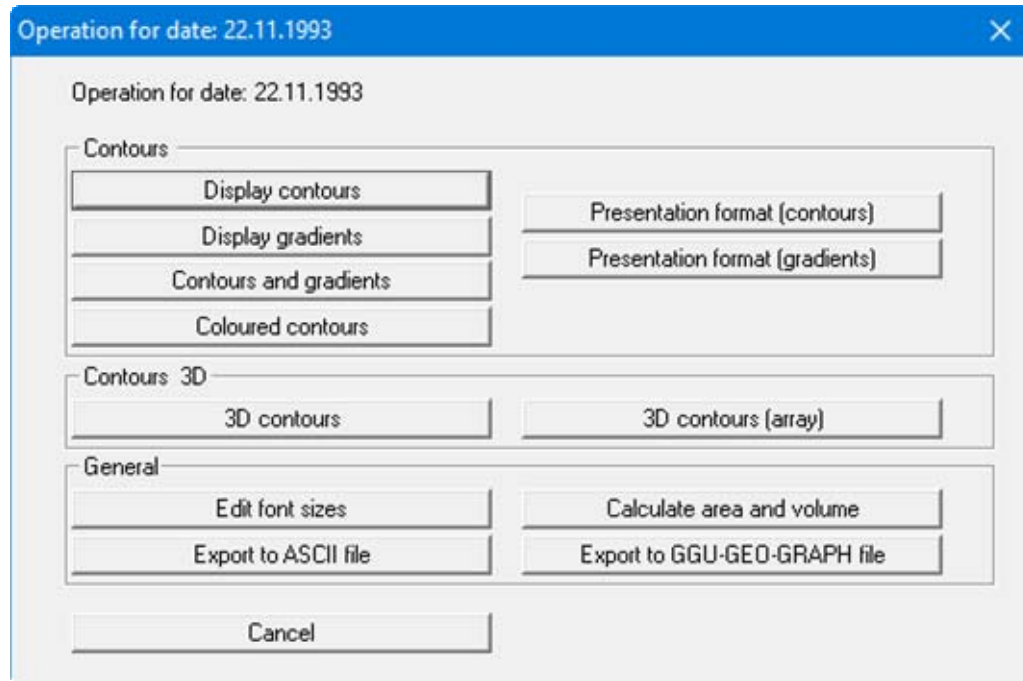 Operation for date: 22.11.1993
Operation for date: 22.11.1993
Contours
Display contours
Display gradients
Contours and gradients
Coloured contours
Presentation format (contours)
Presentation format (gradients)
Contours 3D
3D contours
3D contours (array)
General
Edit font sizes
Calculate area and volume
Export to ASCII file
Export to GGU-GEO-GRAPH file
Cancel